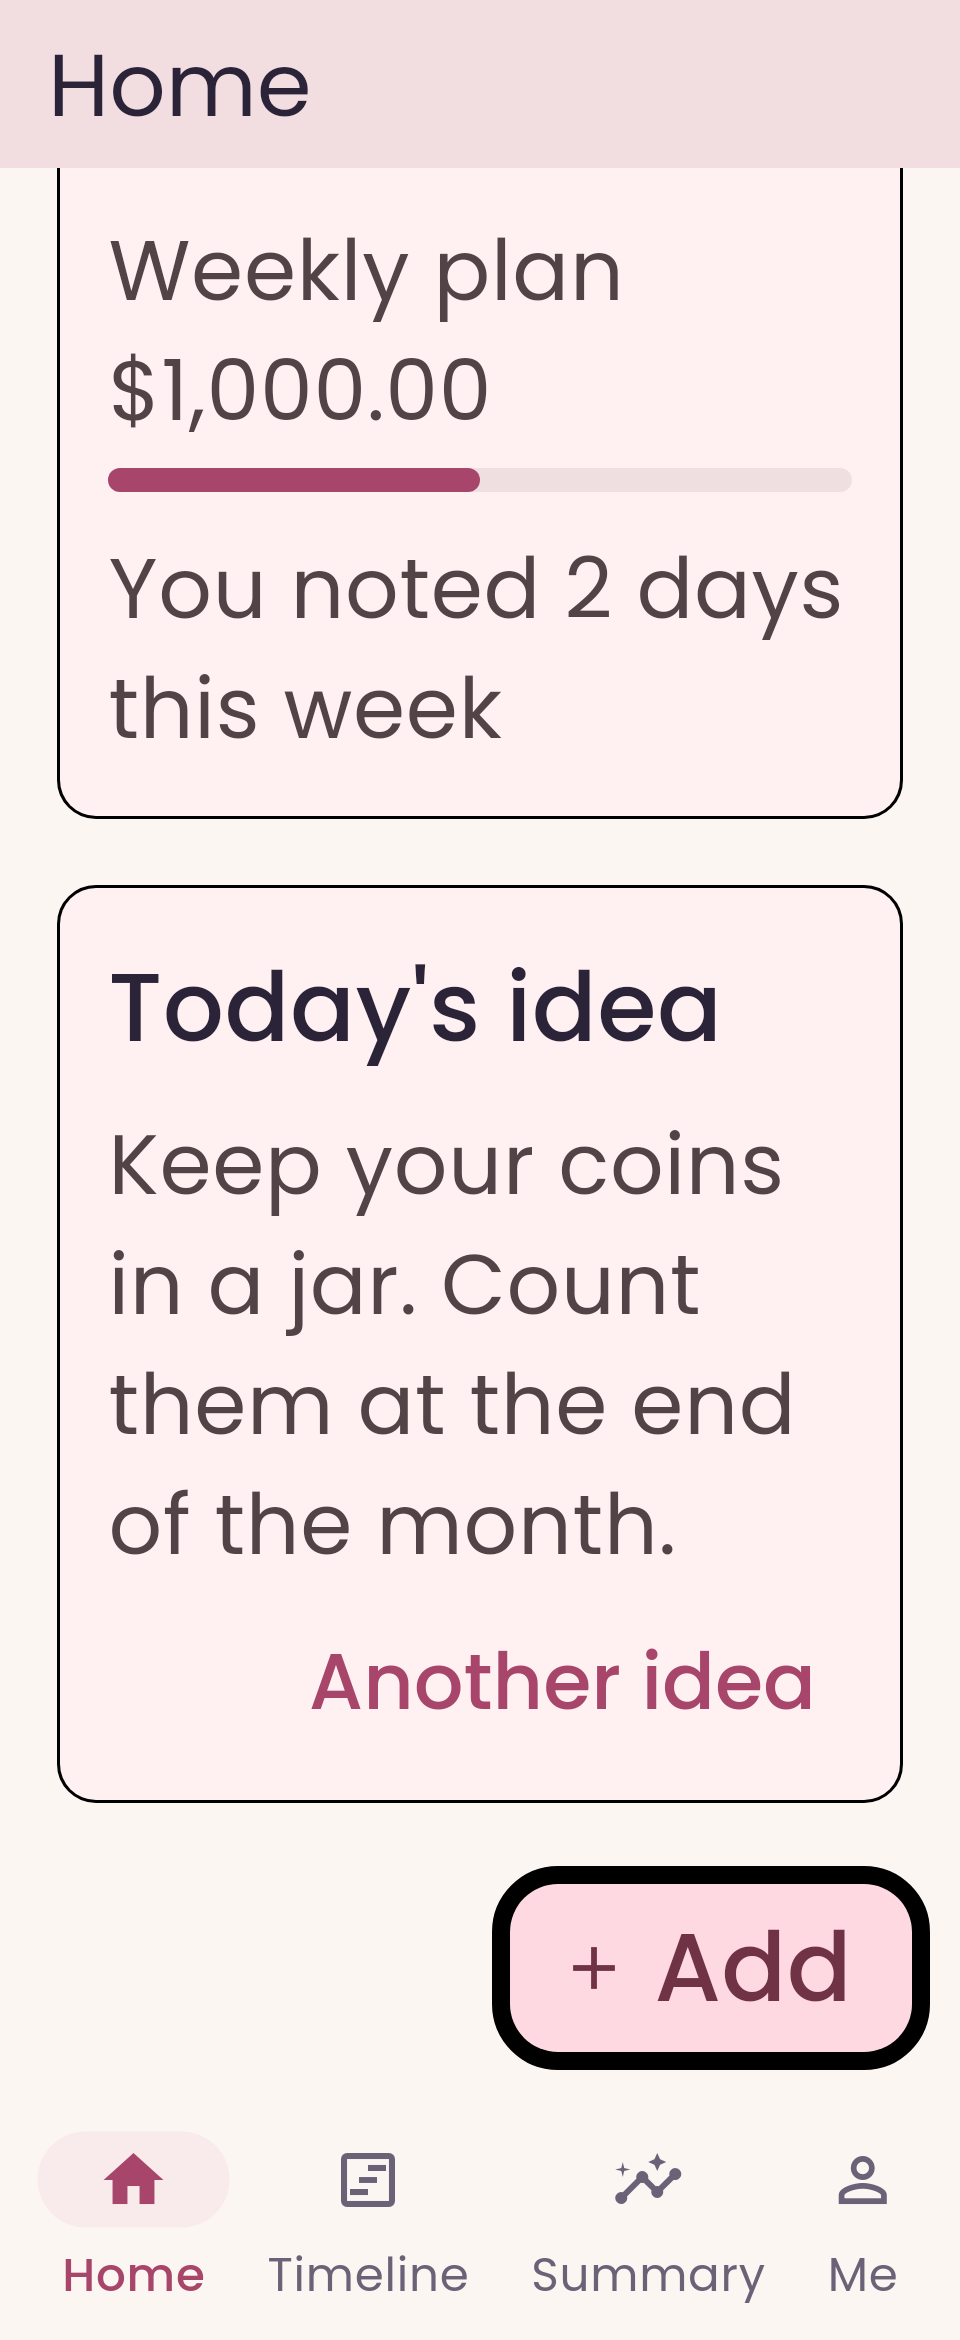 Home
Weekly plan
$1,000.00
You noted 2 days
this week
Today's idea
Keep your coins
in a jar. Count
them at the end
of the month.
Another idea
+ Add
Home
Timeline
Summary
Me